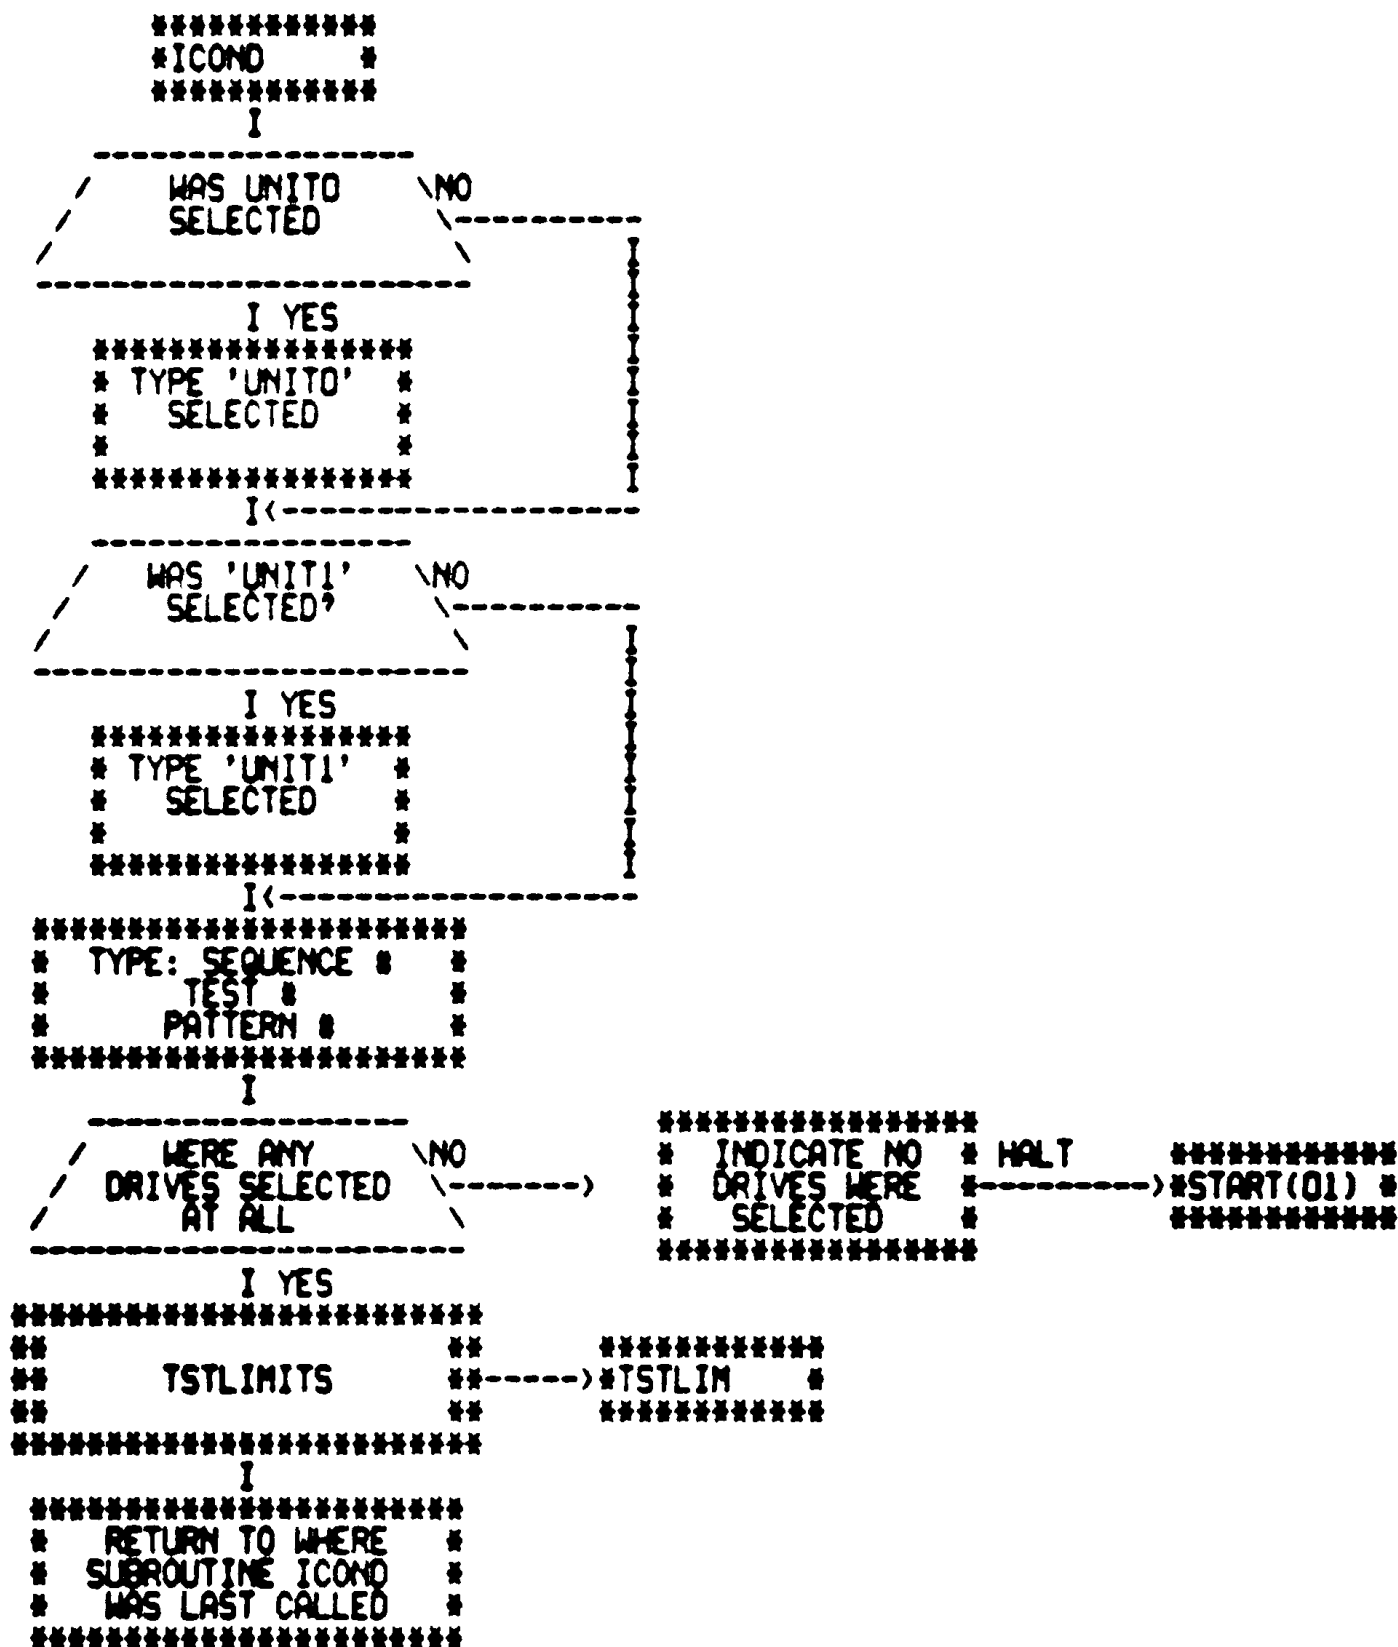 ICOND
WAS UNIT0 NO
SELECTED
YES
TYPE 'UNIT0'
SELECTED
WAS 'UNIT1' NO
SELECTED?
YES
TYPE 'UNIT1'
SELECTED
TYPE: SEQUENCE #
TEST #
PATTERN #
WERE ANY NO
DRIVES SELECTED
AT ALL
INDICATE NO HALT
DRIVES WERE
SELECTED
START(01)
YES
TSTLIMITS
TSTLIM
RETURN TO WHERE
SUBROUTINE ICOND
WAS LAST CALLED